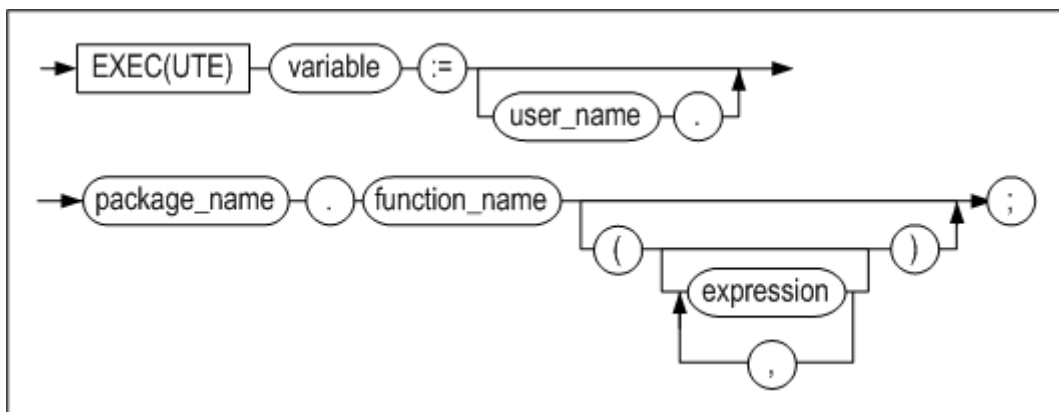 EXEC(UTE) variable :=
user_name .
package_name . function_name ;
( )
expression
,